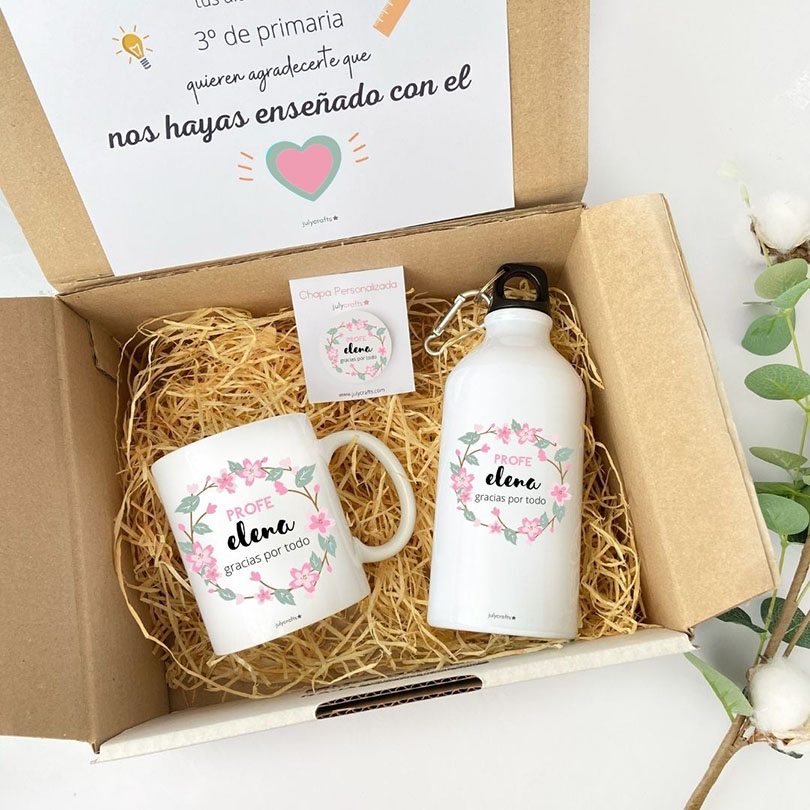 3º de primaria
quieren agradecerte que
nos hayas enseñado con el
julycrafts
Chapa Personalizada
julycrafts
PROFE
elena
gracias por todo
www.julycrafts.com
PROFE
elena
gracias por todo
julycrafts
PROFE
elena
gracias por todo
julycrafts